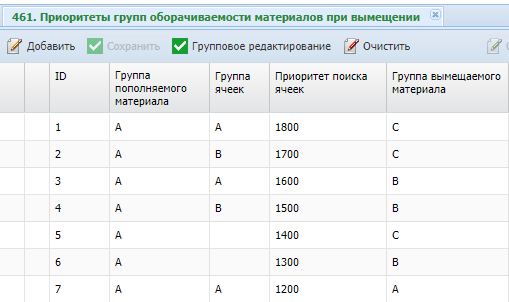 461. Приоритеты групп оборачиваемости материалов при вымещении
Добавить Сохранить Групповое редактирование Очистить
ID Группа пополняемого материала Группа ячеек Приоритет поиска ячеек Группа вымещаемого материала
1 A A 1800 C
2 A B 1700 C
3 A A 1600 B
4 A B 1500 B
5 A 1400 C
6 A 1300 B
7 A A 1200 A